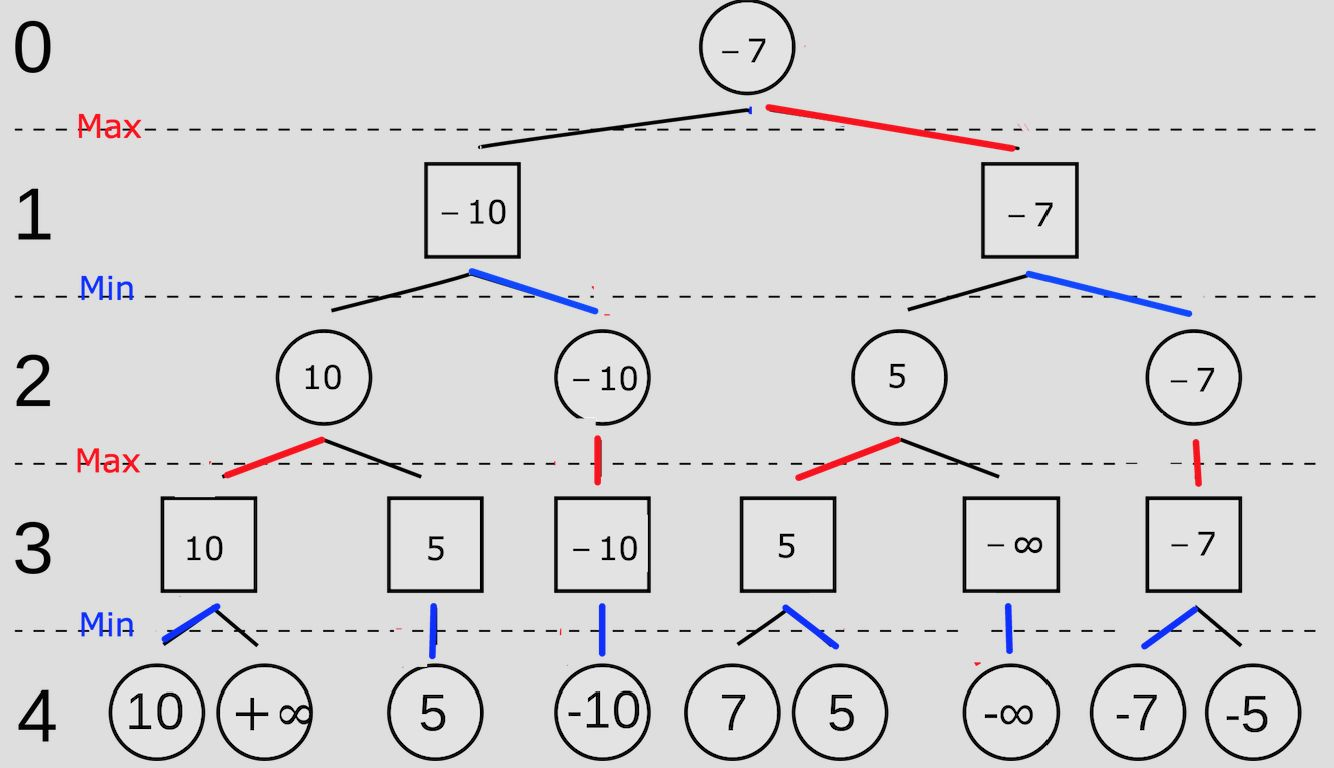 0 − 7
Max
1 − 10 − 7
Min
2 10 − 10 5 − 7
Max
3 10 5 − 10 5 − ∞ − 7
Min
4 10 +∞ 5 -10 7 5 -∞ -7 -5